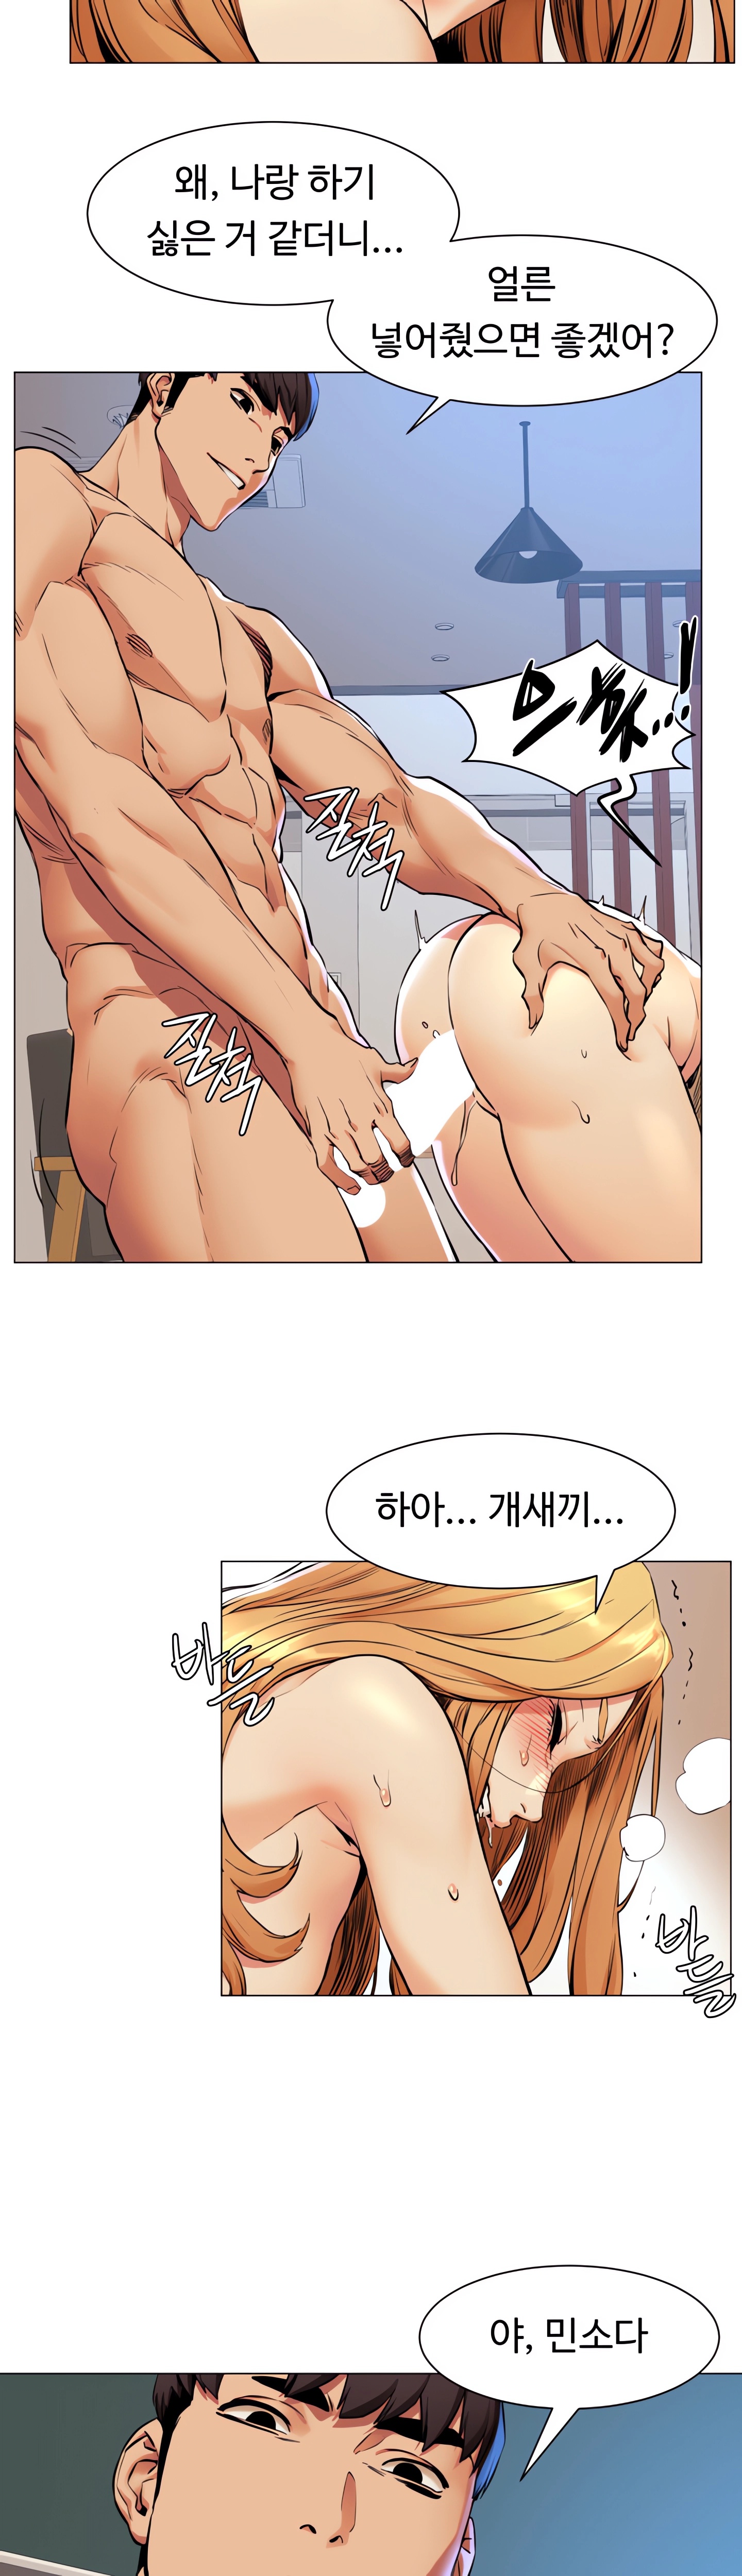 왜, 나랑 하기
싫은 거 같더니...
얼른
넣어줬으면 좋겠어?
으븃...!
질척
질척
하아... 개새끼...
바들
바들
야, 민소다